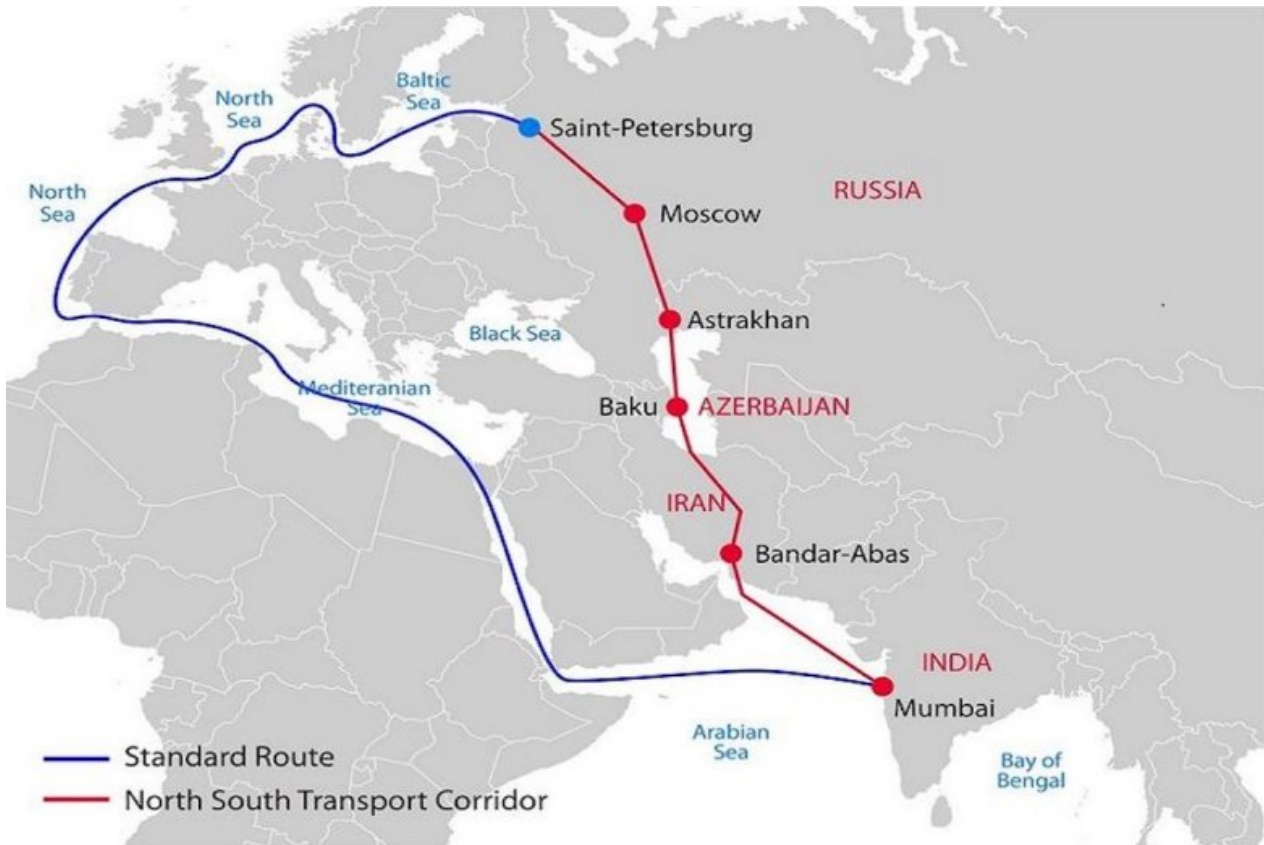 Baltic
Sea
North
Sea
Saint-Petersburg
North
Sea
RUSSIA
Moscow
Astrakhan
Black Sea
Mediteranian
Sea
Baku
AZERBAIJAN
IRAN
Bandar-Abas
INDIA
Mumbai
Arabian
Sea
Bay of
Bengal
Standard Route
North South Transport Corridor